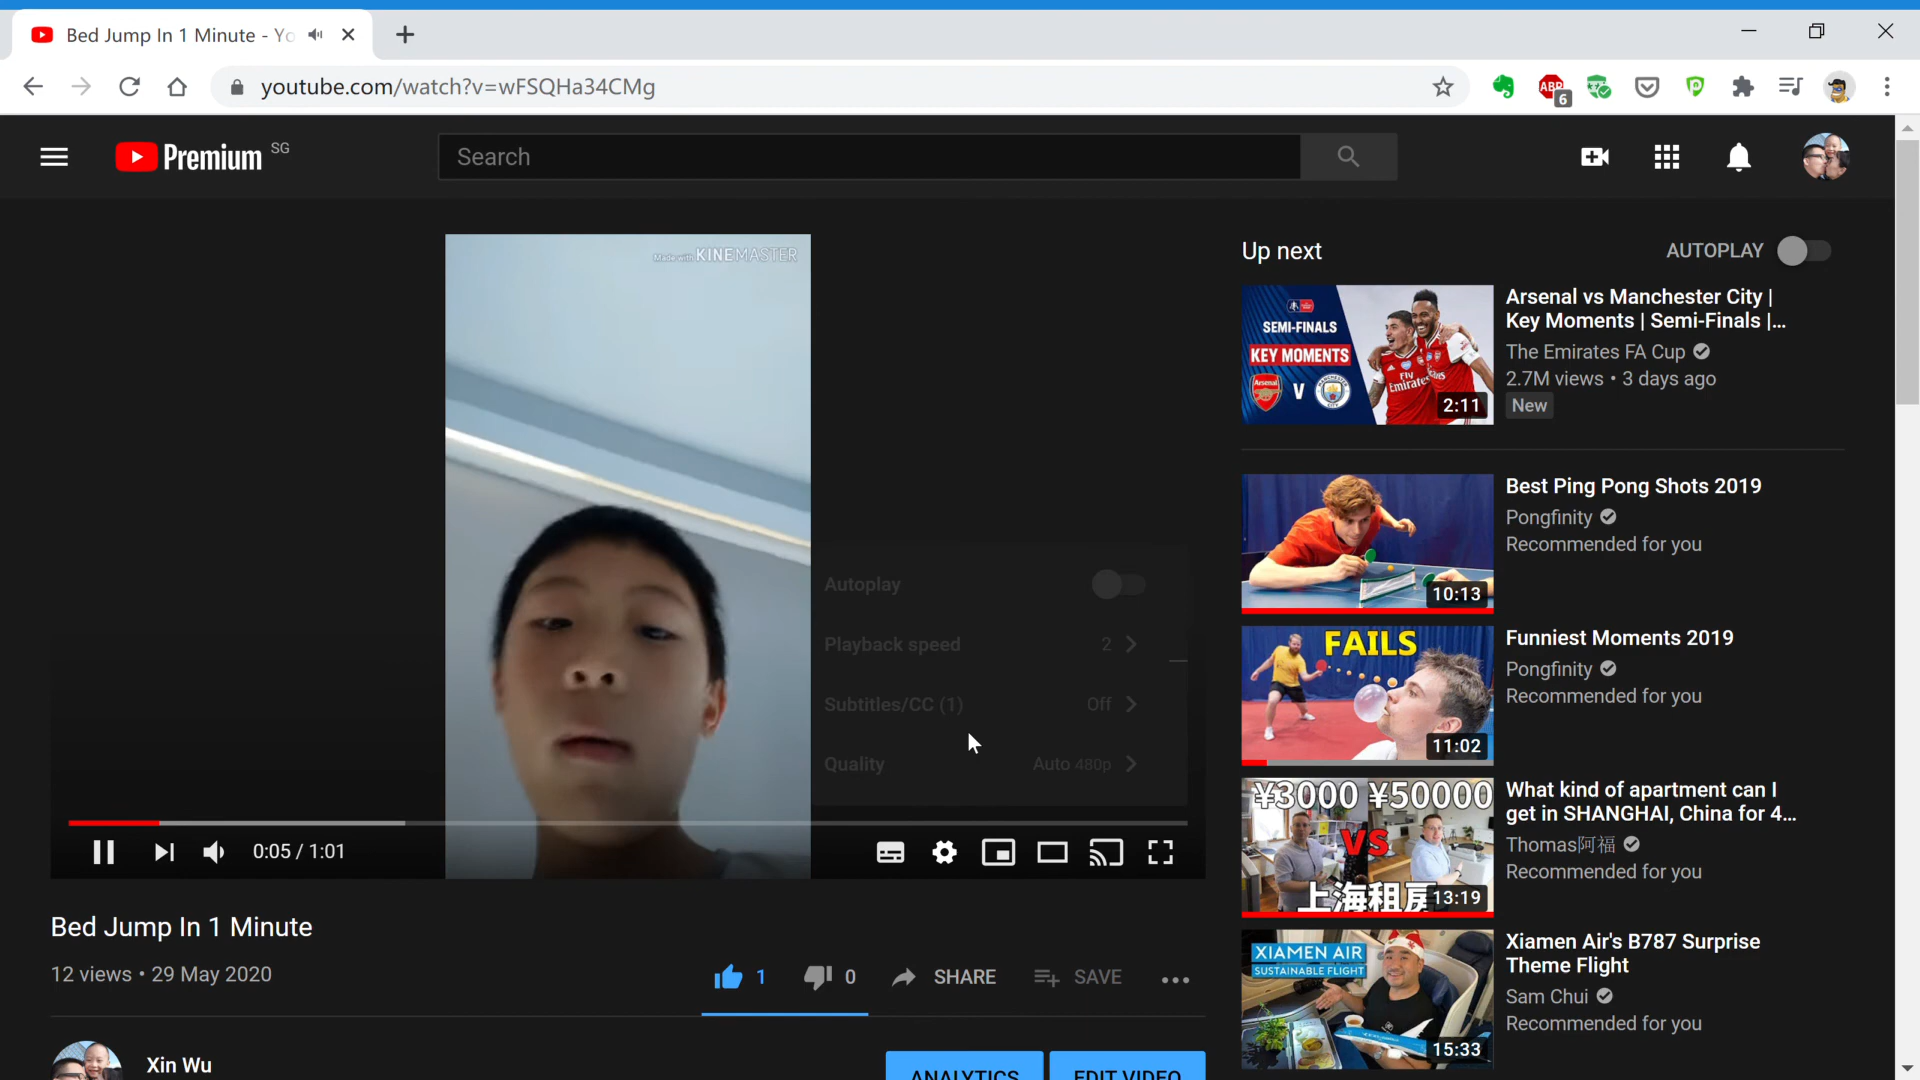 Bed Jump In 1 Minute - Yo
youtube.com/watch?v=wFSQHa34CMg
ABP
6
Premium SG
Search
Made with KINEMASTER
Autoplay
Playback speed 2
Subtitles/CC (1) Off
Quality Auto 480p
0:05 / 1:01
Bed Jump In 1 Minute
12 views • 29 May 2020
1 0 SHARE SAVE
Xin Wu
ANALYTICS EDIT VIDEO
Up next AUTOPLAY
SEMI-FINALS
KEY MOMENTS
Arsenal V
FLY
Emirates
2:11
Arsenal vs Manchester City |
Key Moments | Semi-Finals |...
The Emirates FA Cup
2.7M views • 3 days ago
New
10:13
Best Ping Pong Shots 2019
Pongfinity
Recommended for you
FAILS
11:02
Funniest Moments 2019
Pongfinity
Recommended for you
¥3000 ¥50000
VS
上海租房
13:19
What kind of apartment can I
get in SHANGHAI, China for 4...
Thomas阿福
Recommended for you
XIAMEN AIR
SUSTAINABLE FLIGHT
15:33
Xiamen Air's B787 Surprise
Theme Flight
Sam Chui
Recommended for you